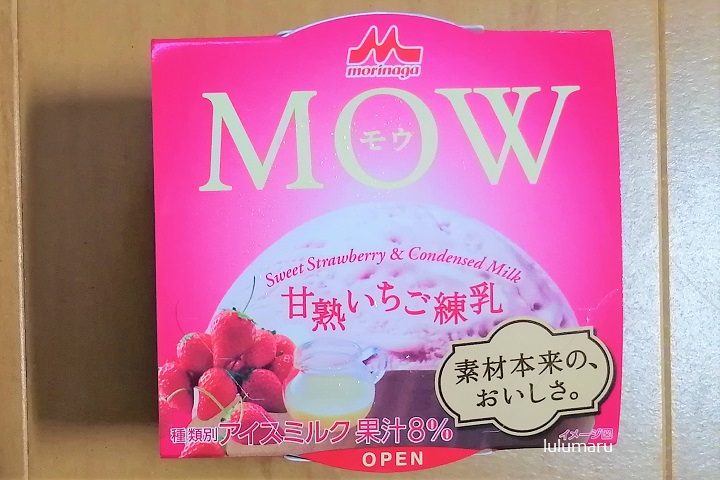 morinaga
MOW
モウ
Sweet Strawberry & Condensed Milk
甘熟いちご練乳
素材本来の、
おいしさ。
種類別アイスミルク 果汁8%
イメージ図
lulumaru
OPEN